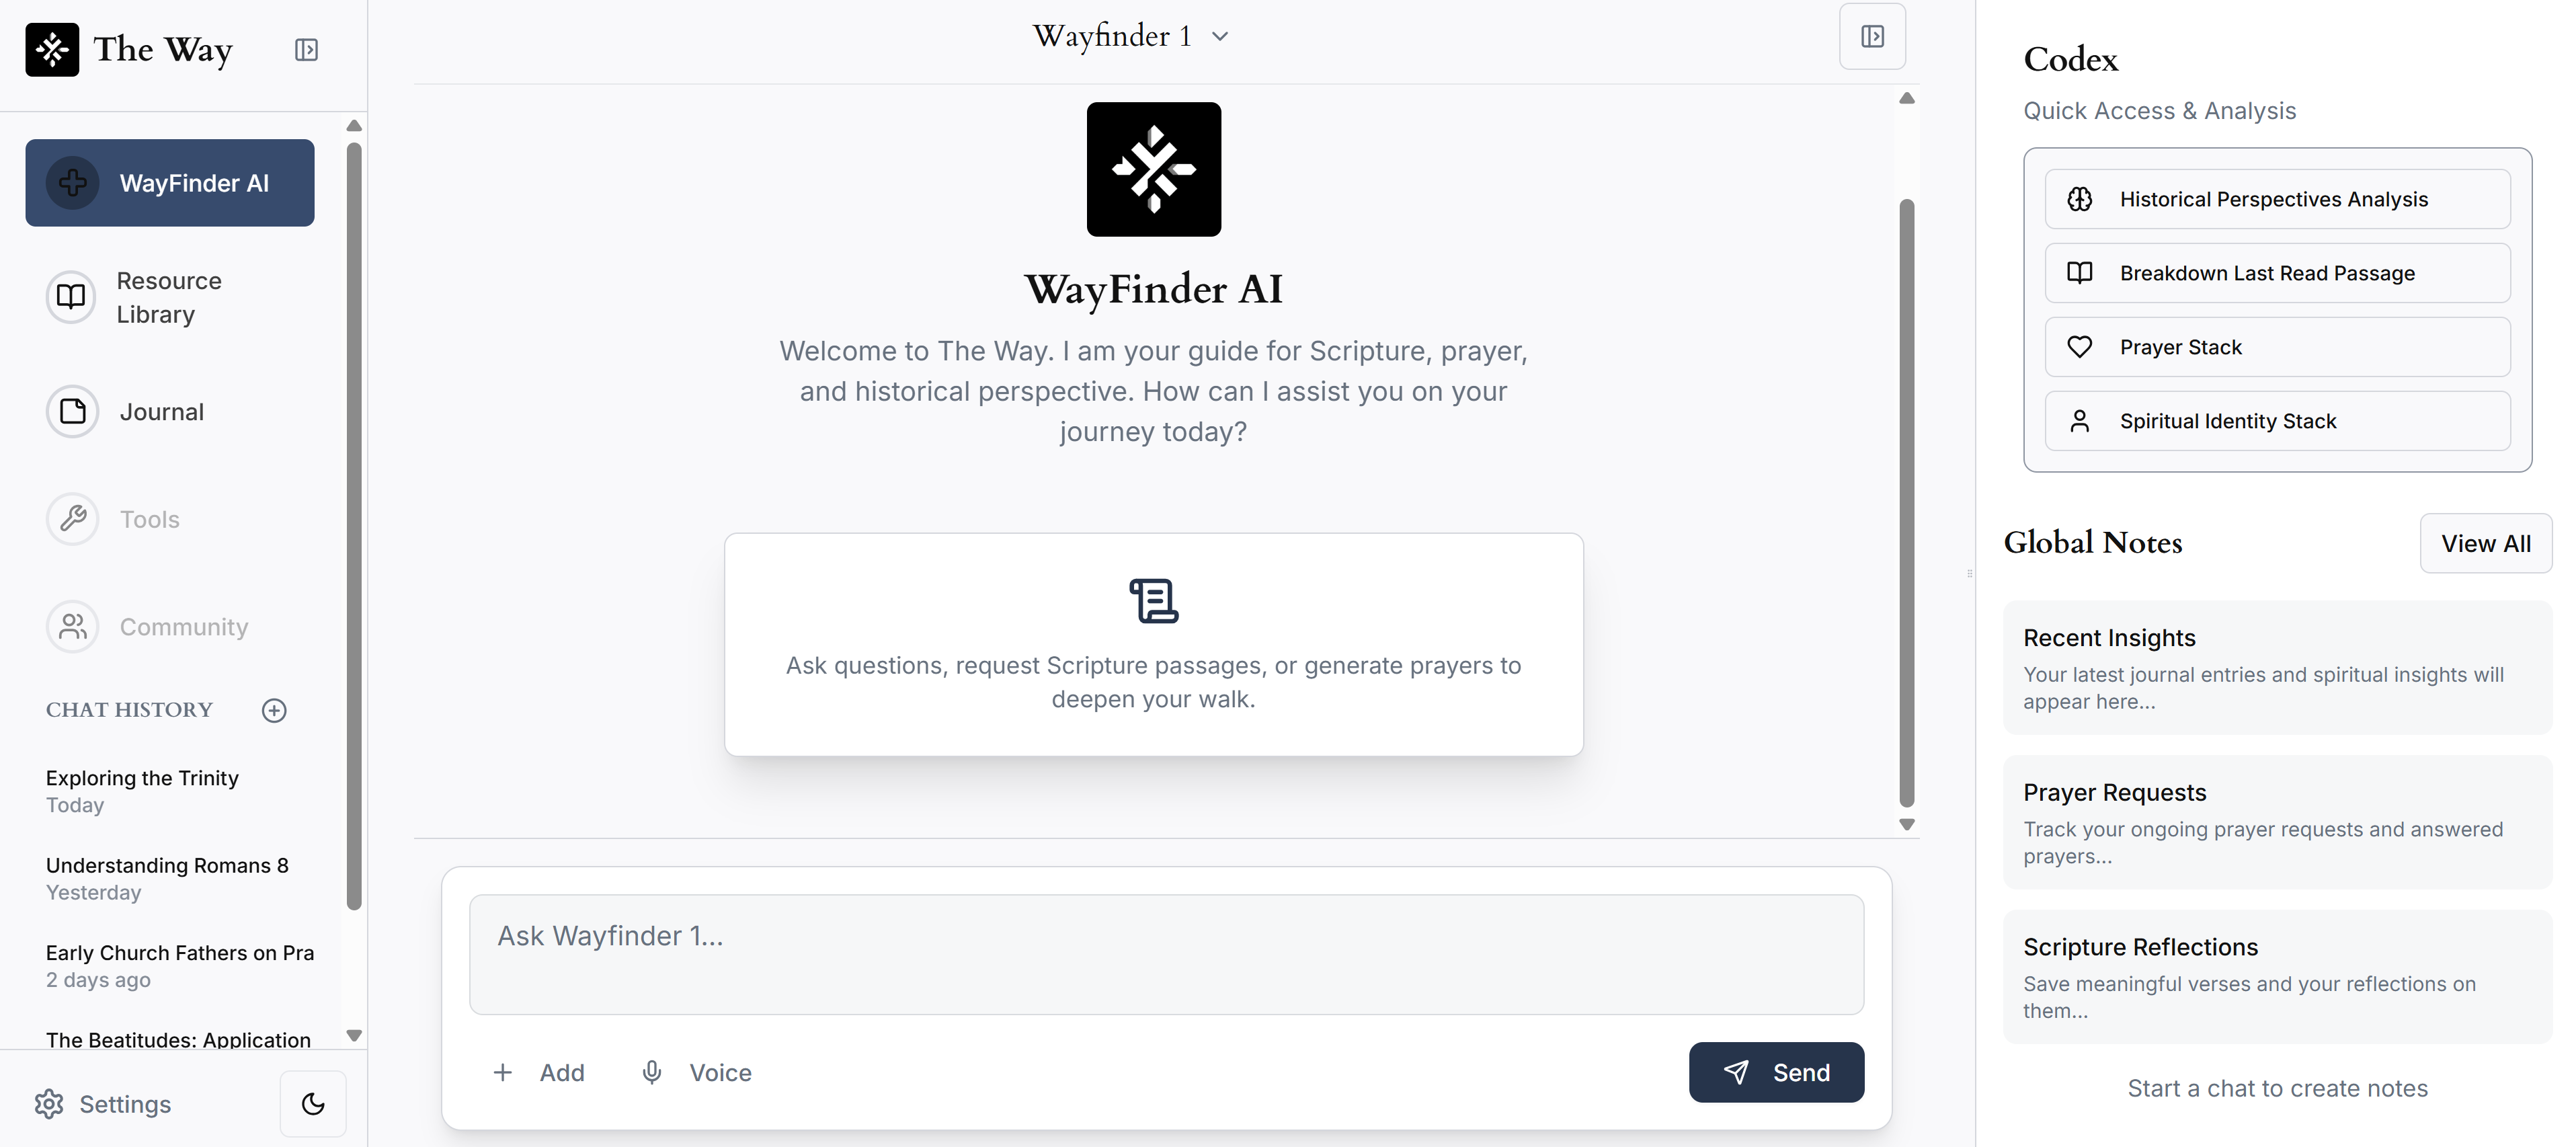 The Way
WayFinder AI
Resource
Library
Journal
Tools
Community
CHAT HISTORY
Exploring the Trinity
Today
Understanding Romans 8
Yesterday
Early Church Fathers on Pra
2 days ago
The Beatitudes: Application
Settings
Wayfinder 1
WayFinder AI
Welcome to The Way. I am your guide for Scripture, prayer,
and historical perspective. How can I assist you on your
journey today?
Ask questions, request Scripture passages, or generate prayers to
deepen your walk.
Ask Wayfinder 1...
Add
Voice
Send
Codex
Quick Access & Analysis
Historical Perspectives Analysis
Breakdown Last Read Passage
Prayer Stack
Spiritual Identity Stack
Global Notes
View All
Recent Insights
Your latest journal entries and spiritual insights will
appear here...
Prayer Requests
Track your ongoing prayer requests and answered
prayers...
Scripture Reflections
Save meaningful verses and your reflections on
them...
Start a chat to create notes